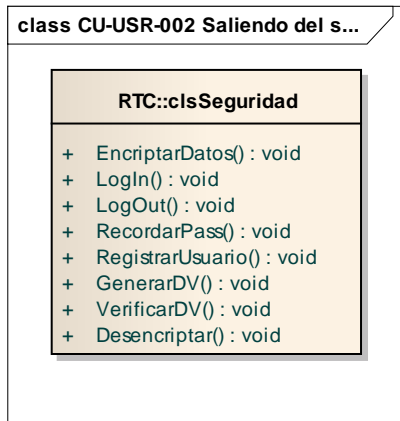 class CU-USR-002 Saliendo del s...
RTC::clsSeguridad
+ EncriptarDatos() : void
+ LogIn() : void
+ LogOut() : void
+ RecordarPass() : void
+ RegistrarUsuario() : void
+ GenerarDV() : void
+ VerificarDV() : void
+ Desencriptar() : void